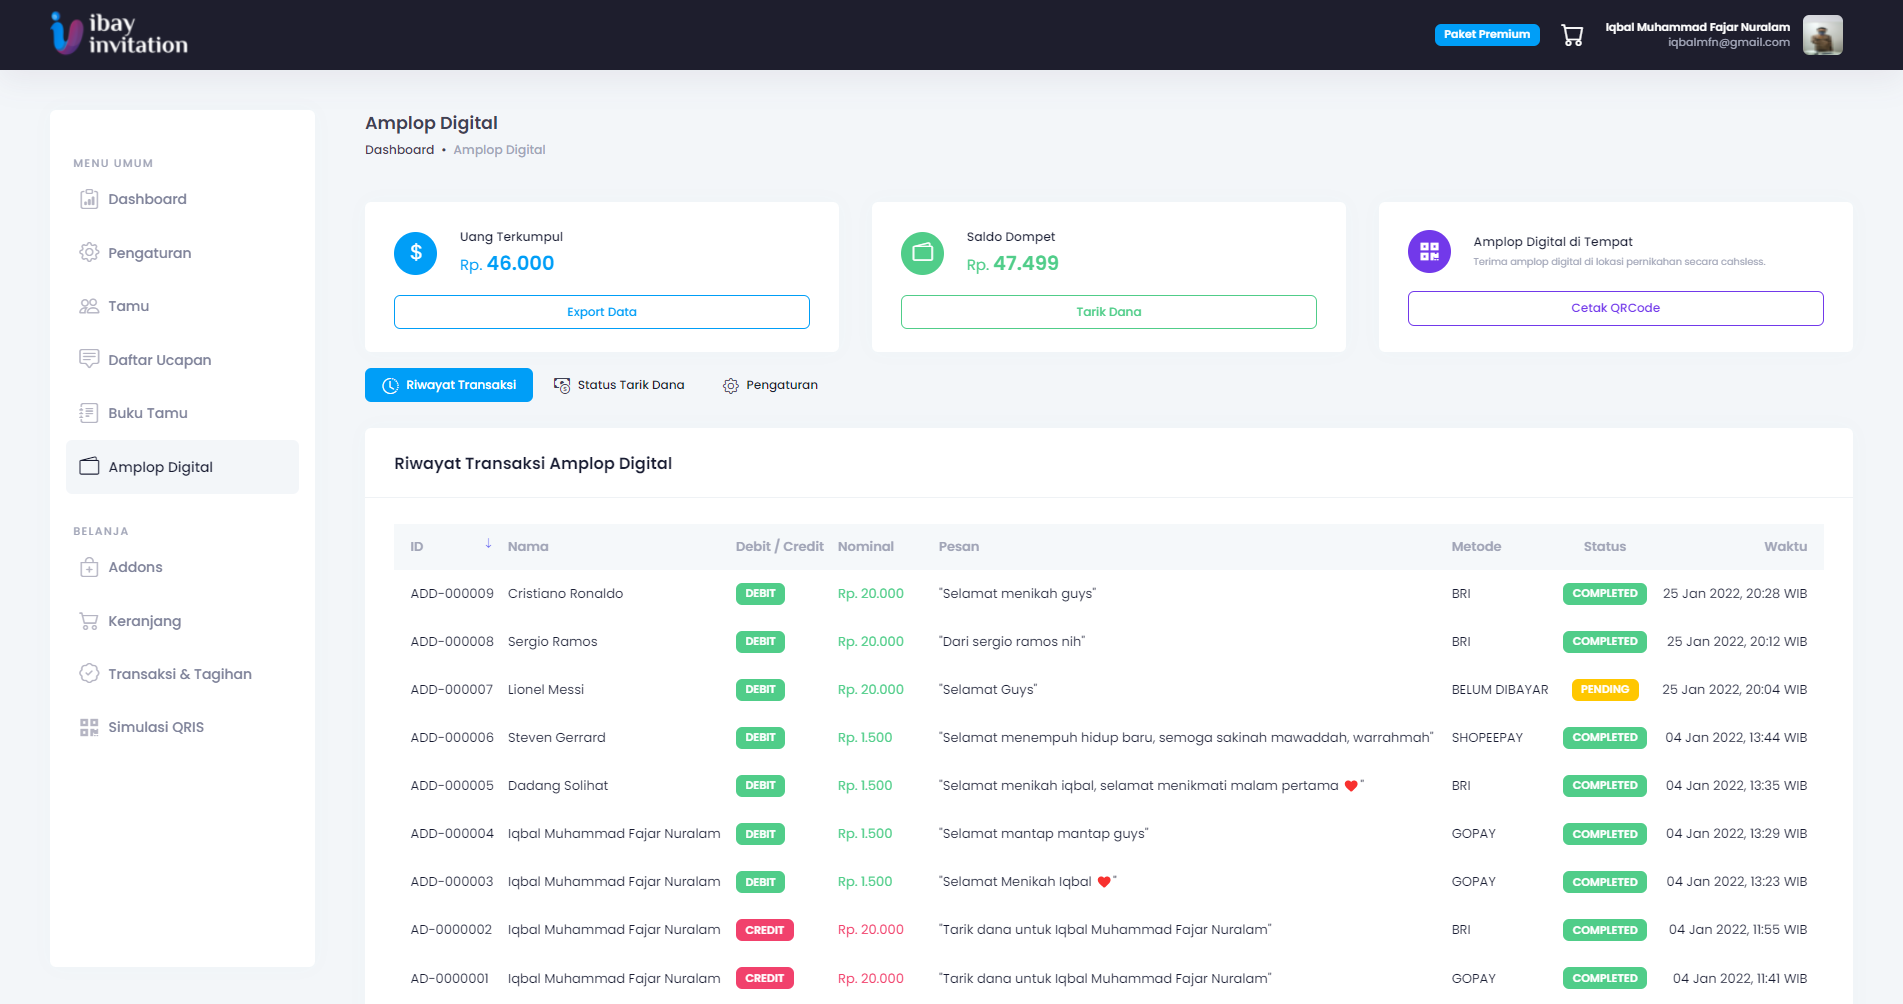 ibay
invitation
Paket Premium
Iqbal Muhammad Fajar Nuralam
iqbalmfn@gmail.com
MENU UMUM
Dashboard
Pengaturan
Tamu
Daftar Ucapan
Buku Tamu
Amplop Digital
BELANJA
Addons
Keranjang
Transaksi & Tagihan
Simulasi QRIS
Amplop Digital
Dashboard • Amplop Digital
Uang Terkumpul
Rp. 46.000
Export Data
Saldo Dompet
Rp. 47.499
Tarik Dana
Amplop Digital di Tempat
Terima amplop digital di lokasi pernikahan secara cahsless.
Cetak QRCode
Riwayat Transaksi Status Tarik Dana Pengaturan
Riwayat Transaksi Amplop Digital
ID ↓ Nama Debit / Credit Nominal Pesan Metode Status Waktu
ADD-000009 Cristiano Ronaldo DEBIT Rp. 20.000 "Selamat menikah guys" BRI COMPLETED 25 Jan 2022, 20:28 WIB
ADD-000008 Sergio Ramos DEBIT Rp. 20.000 "Dari sergio ramos nih" BRI COMPLETED 25 Jan 2022, 20:12 WIB
ADD-000007 Lionel Messi DEBIT Rp. 20.000 "Selamat Guys" BELUM DIBAYAR PENDING 25 Jan 2022, 20:04 WIB
ADD-000006 Steven Gerrard DEBIT Rp. 1.500 "Selamat menempuh hidup baru, semoga sakinah mawaddah, warrahmah" SHOPEEPAY COMPLETED 04 Jan 2022, 13:44 WIB
ADD-000005 Dadang Solihat DEBIT Rp. 1.500 "Selamat menikah iqbal, selamat menikmati malam pertama ❤️" BRI COMPLETED 04 Jan 2022, 13:35 WIB
ADD-000004 Iqbal Muhammad Fajar Nuralam DEBIT Rp. 1.500 "Selamat mantap mantap guys" GOPAY COMPLETED 04 Jan 2022, 13:29 WIB
ADD-000003 Iqbal Muhammad Fajar Nuralam DEBIT Rp. 1.500 "Selamat Menikah Iqbal ❤️" GOPAY COMPLETED 04 Jan 2022, 13:23 WIB
AD-0000002 Iqbal Muhammad Fajar Nuralam CREDIT Rp. 20.000 "Tarik dana untuk Iqbal Muhammad Fajar Nuralam" BRI COMPLETED 04 Jan 2022, 11:55 WIB
AD-0000001 Iqbal Muhammad Fajar Nuralam CREDIT Rp. 20.000 "Tarik dana untuk Iqbal Muhammad Fajar Nuralam" GOPAY COMPLETED 04 Jan 2022, 11:41 WIB